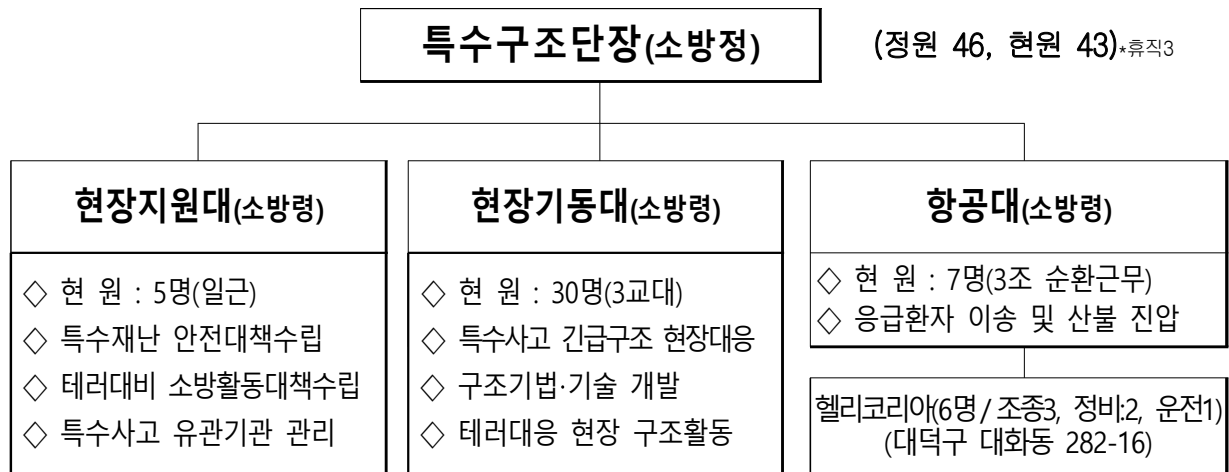 특수구조단장(소방정)
(정원 46, 현원 43)*휴직3
현장지원대(소방령)
◇ 현 원 : 5명(일근)
◇ 특수재난 안전대책수립
◇ 테러대비 소방활동대책수립
◇ 특수사고 유관기관 관리
현장기동대(소방령)
◇ 현 원 : 30명(3교대)
◇ 특수사고 긴급구조 현장대응
◇ 구조기법·기술 개발
◇ 테러대응 현장 구조활동
항공대(소방령)
◇ 현 원 : 7명(3조 순환근무)
◇ 응급환자 이송 및 산불 진압
헬리코리아(6명/조종3, 정비:2, 운전1)
(대덕구 대화동 282-16)